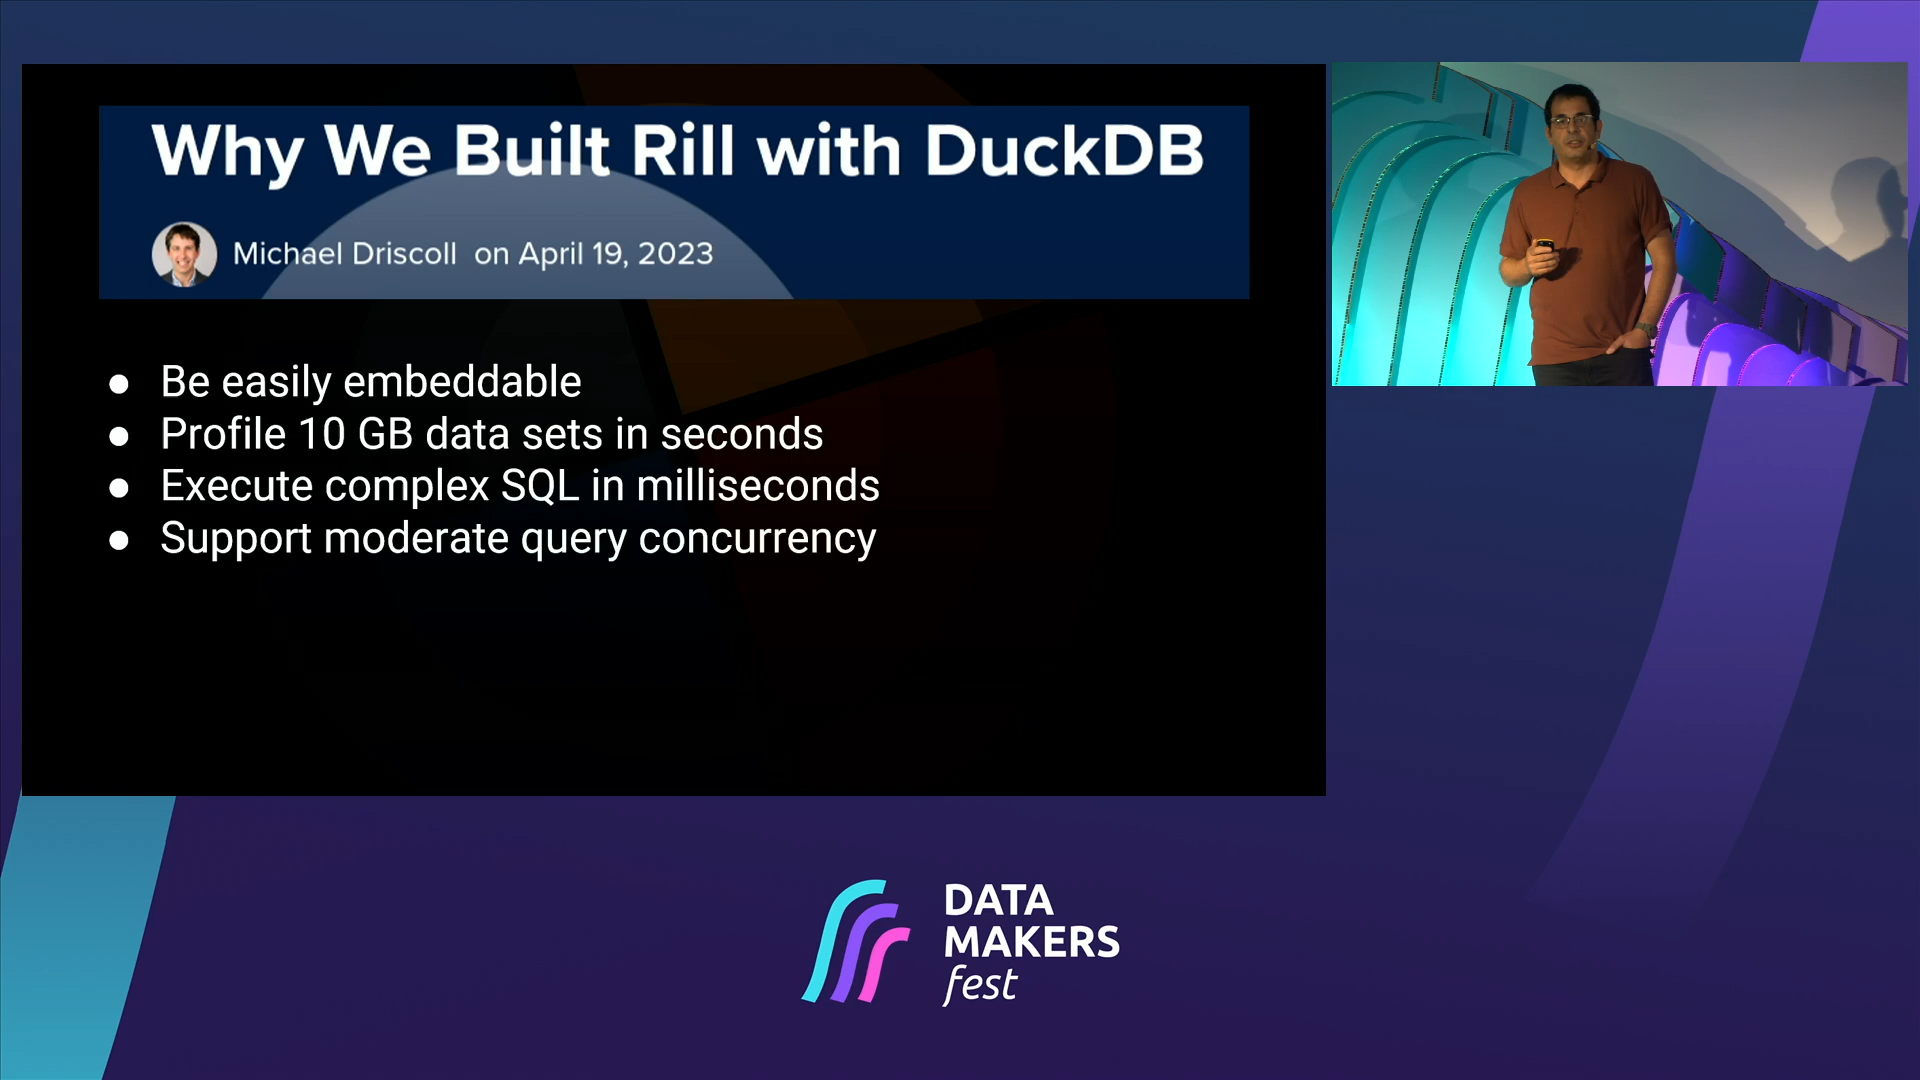 Why We Built Rill with DuckDB
Michael Driscoll on April 19, 2023
● Be easily embeddable
● Profile 10 GB data sets in seconds
● Execute complex SQL in milliseconds
● Support moderate query concurrency
DATA
MAKERS
fest